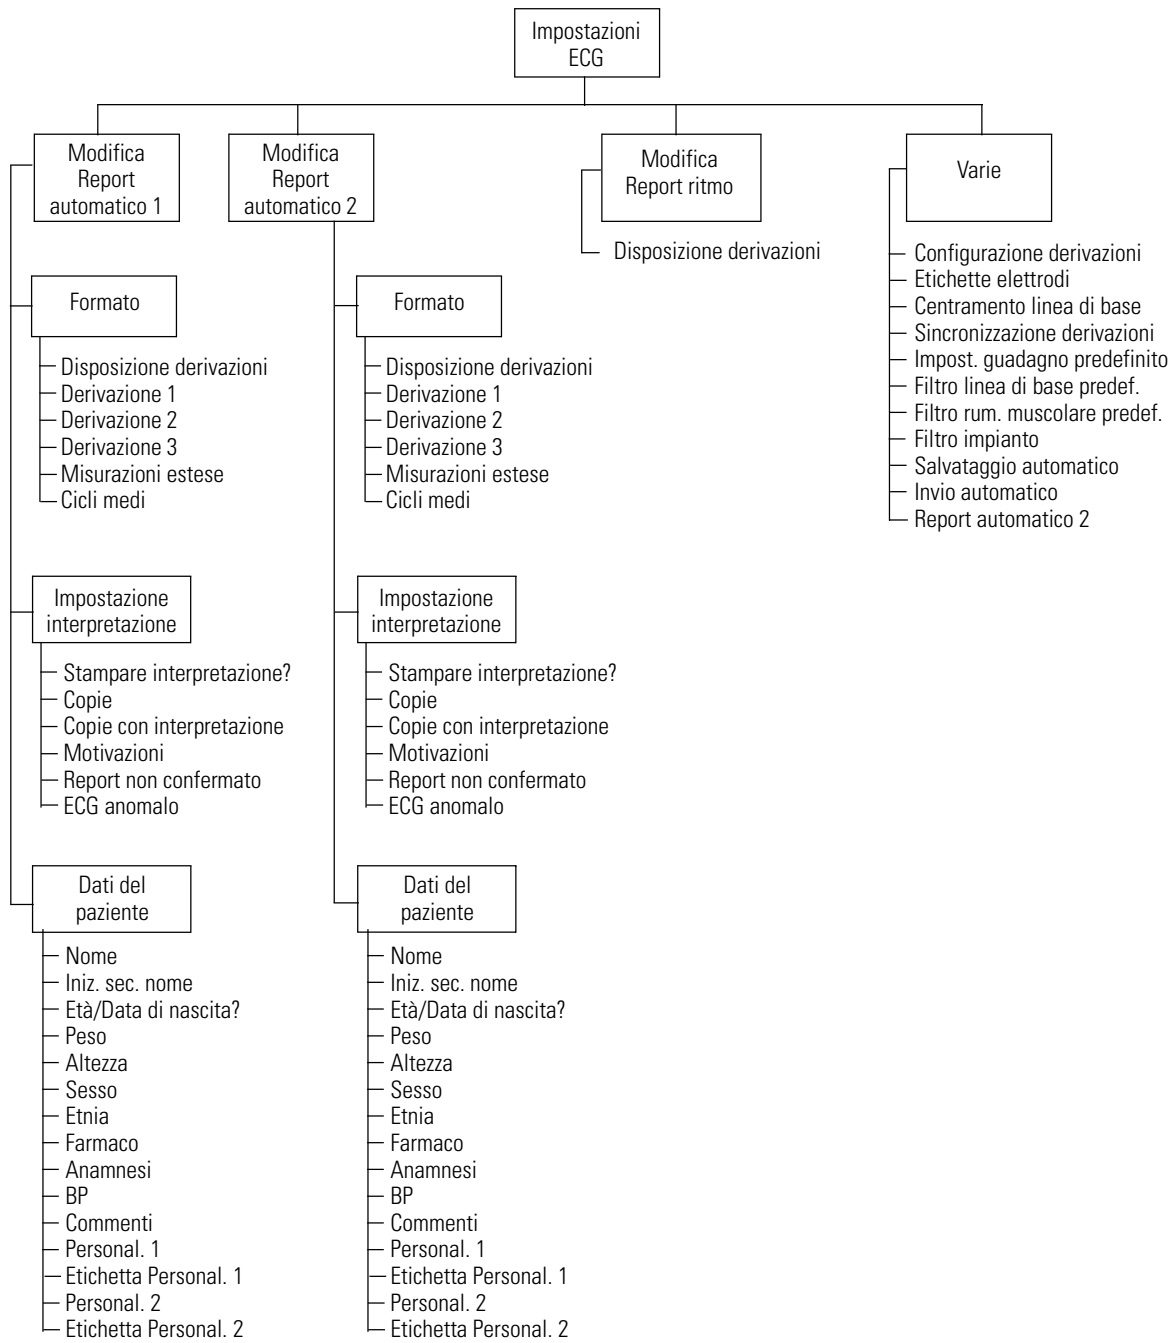 Impostazioni
ECG
Modifica
Report
automatico 1
Modifica
Report
automatico 2
Modifica
Report ritmo
Varie
Disposizione derivazioni
Configurazione derivazioni
Etichette elettrodi
Centramento linea di base
Sincronizzazione derivazioni
Impost. guadagno predefinito
Filtro linea di base predef.
Filtro rum. muscolare predef.
Filtro impianto
Salvataggio automatico
Invio automatico
Report automatico 2
Formato
Disposizione derivazioni
Derivazione 1
Derivazione 2
Derivazione 3
Misurazioni estese
Cicli medi
Impostazione
interpretazione
Stampare interpretazione?
Copie
Copie con interpretazione
Motivazioni
Report non confermato
ECG anomalo
Dati del
paziente
Nome
Iniz. sec. nome
Età/Data di nascita?
Peso
Altezza
Sesso
Etnia
Farmaco
Anamnesi
BP
Commenti
Personal. 1
Etichetta Personal. 1
Personal. 2
Etichetta Personal. 2
Formato
Disposizione derivazioni
Derivazione 1
Derivazione 2
Derivazione 3
Misurazioni estese
Cicli medi
Impostazione
interpretazione
Stampare interpretazione?
Copie
Copie con interpretazione
Motivazioni
Report non confermato
ECG anomalo
Dati del
paziente
Nome
Iniz. sec. nome
Età/Data di nascita?
Peso
Altezza
Sesso
Etnia
Farmaco
Anamnesi
BP
Commenti
Personal. 1
Etichetta Personal. 1
Personal. 2
Etichetta Personal. 2